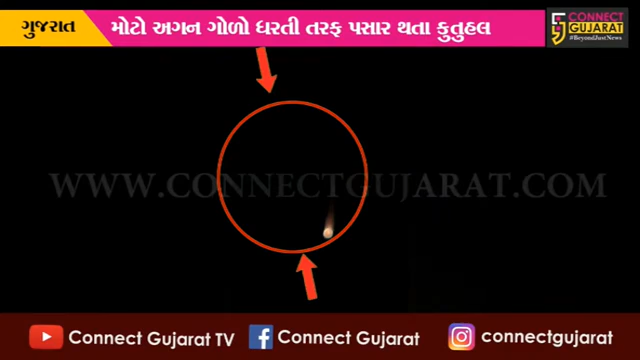 ગુજરાત
મોટો અગન ગોળો ધરતી તરફ પસાર થતા કુતુહલ
CONNECT
GUJARAT
#BeyondJustNews
WWW.CONNECTGUJARAT.COM
Connect Gujarat TV
Connect Gujarat
connectgujarat